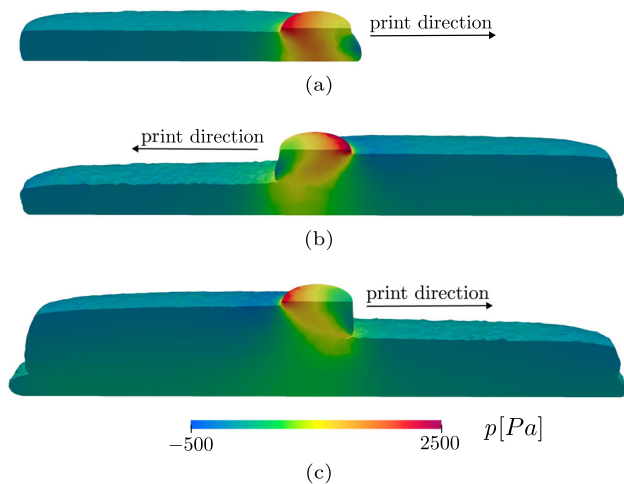 print direction
(a)
print direction
(b)
print direction
−500
2500
p[Pa]
(c)